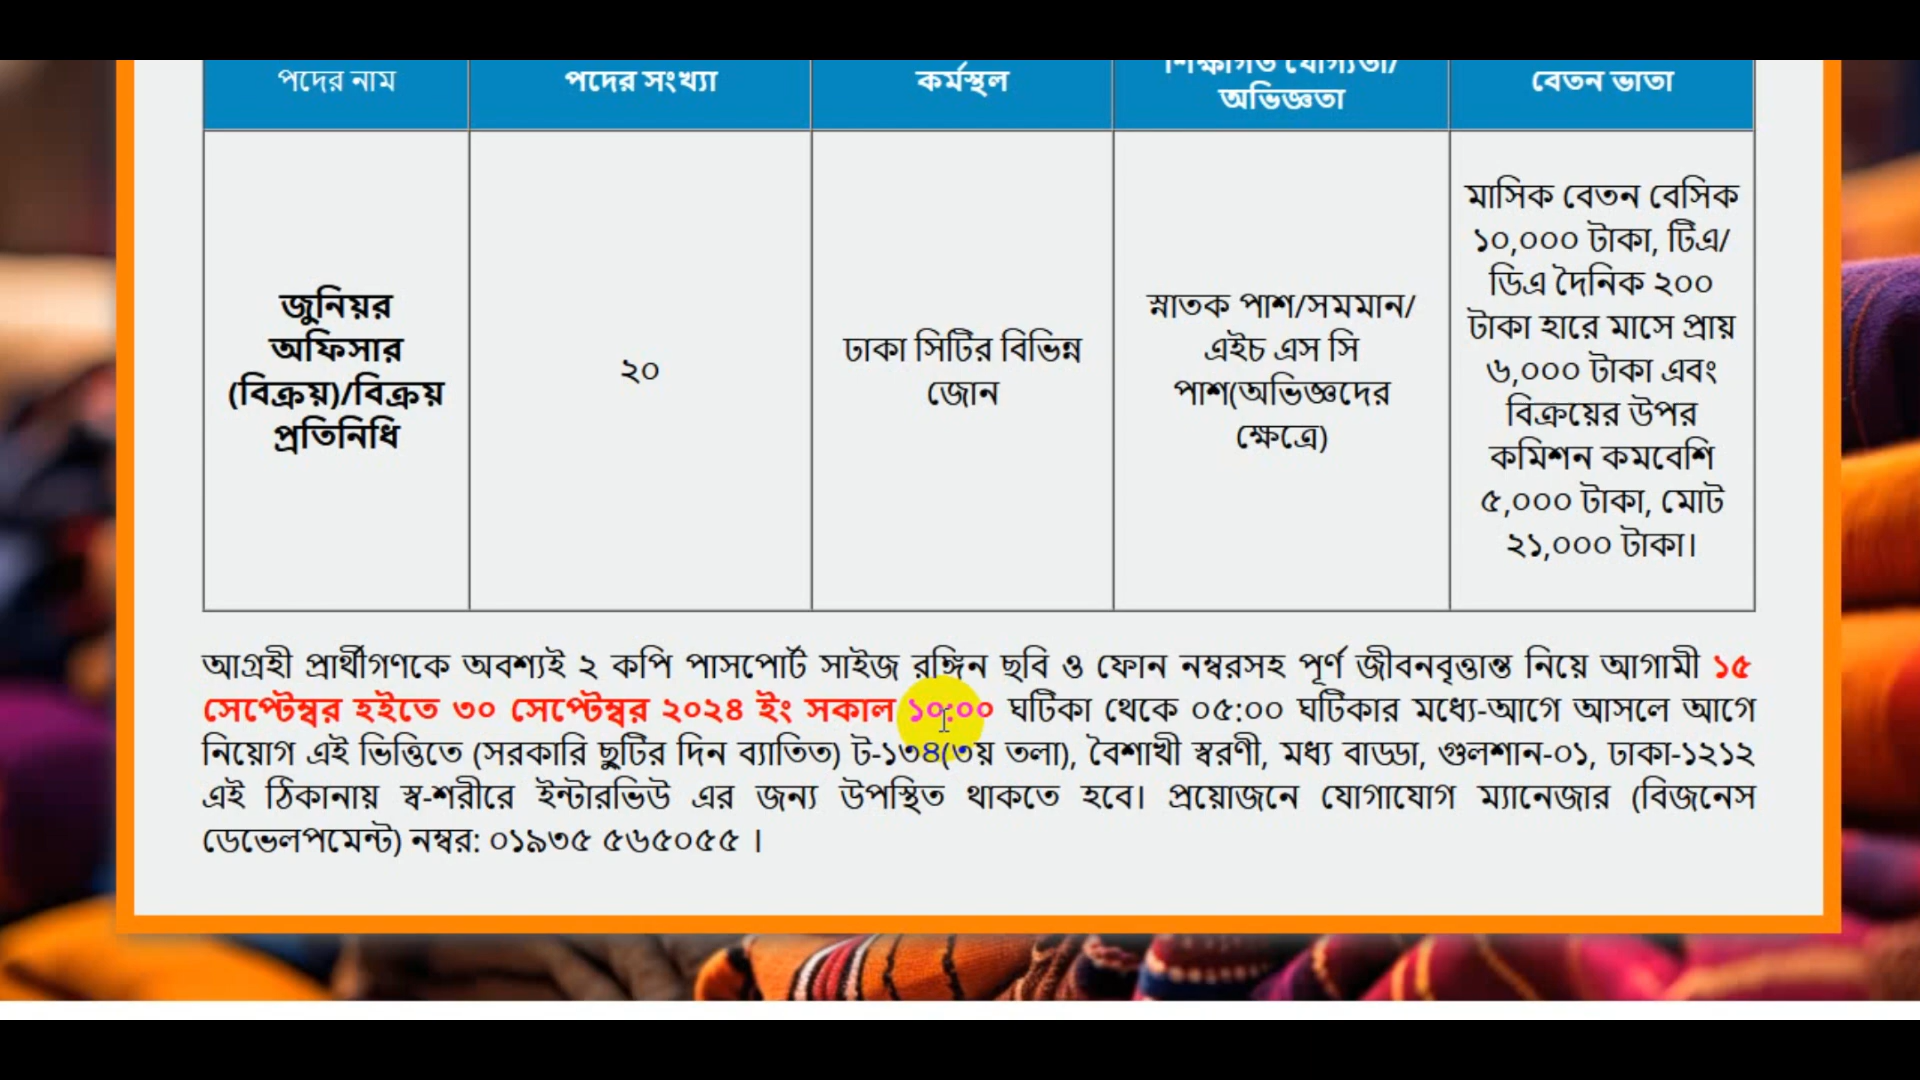 পদের নাম
পদের সংখ্যা
কর্মস্থল
শিক্ষাগত যোগ্যতা/
অভিজ্ঞতা
বেতন ভাতা
জুনিয়র
অফিসার
(বিক্রয়)/বিক্রয়
প্রতিনিধি
২০
ঢাকা সিটির বিভিন্ন
জোন
স্নাতক পাশ/সমমান/
এইচ এস সি
পাশ(অভিজ্ঞদের
ক্ষেত্রে)
মাসিক বেতন বেসিক
১০,০০০ টাকা, টিএ/
ডিএ দৈনিক ২০০
টাকা হারে মাসে প্রায়
৬,০০০ টাকা এবং
বিক্রয়ের উপর
কমিশন কমবেশি
৫,০০০ টাকা, মোট
২১,০০০ টাকা।
আগ্রহী প্রার্থীগণকে অবশ্যই ২ কপি পাসপোর্ট সাইজ রঙ্গিন ছবি ও ফোন নম্বরসহ পূর্ণ জীবনবৃত্তান্ত নিয়ে আগামী ১৫
সেপ্টেম্বর হইতে ৩০ সেপ্টেম্বর ২০২৪ ইং সকাল ১০:০০ ঘটিকা থেকে ০৫:০০ ঘটিকার মধ্যে-আগে আসলে আগে
নিয়োগ এই ভিত্তিতে (সরকারি ছুটির দিন ব্যাতিত) ট-১৩৪(৩য় তলা), বৈশাখী স্বরণী, মধ্য বাড্ডা, গুলশান-০১, ঢাকা-১২১২
এই ঠিকানায় স্ব-শরীরে ইন্টারভিউ এর জন্য উপস্থিত থাকতে হবে। প্রয়োজনে যোগাযোগ ম্যানেজার (বিজনেস
ডেভেলপমেন্ট) নম্বর: ০১৯৩৫ ৫৬৫০৫৫ ।